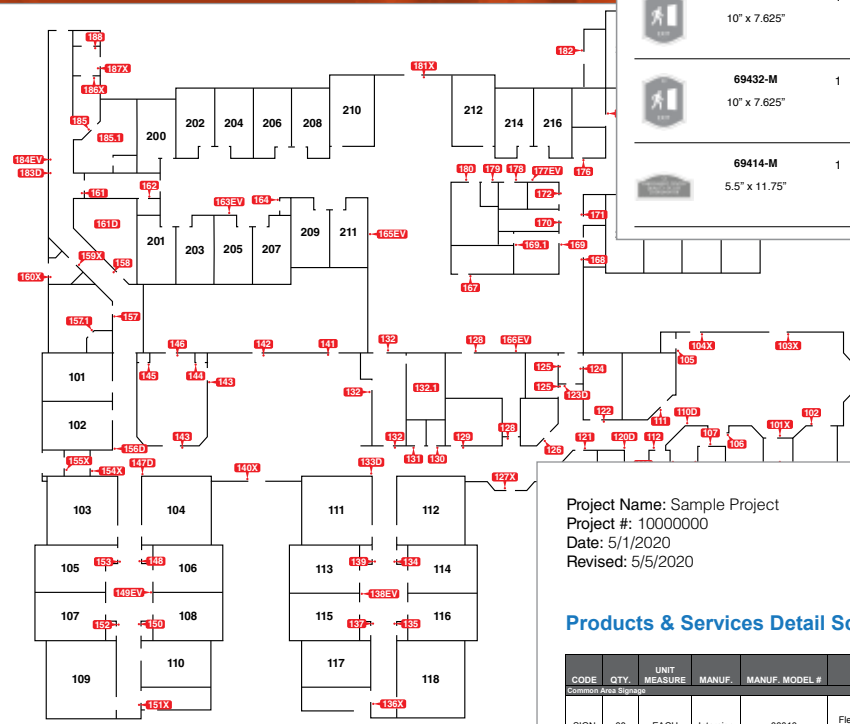 10” x 7.625”
69432-M 1
10” x 7.625”
69414-M 1
5.5” x 11.75”
188
187X
186X
185
185.1
184EV
183D
181X
182
200
202
204
206
208
210
212
214
216
161
162
163EV
164
165EV
161D
201
203
205
207
209
211
180
179
178
177EV
176
172
171
170
169.1
169
168
167
160X
159X
158
157
157.1
146
142
141
132
128
166EV
104X
103X
105
101
102
145
144
143
132
132.1
125
125
124
123D
122
111
110D
101X
102
143
132
131
130
129
128
126
121
120D
112
107
106
156D
155X
154X
147D
140X
133D
127X
103
104
111
112
105
153
148
106
113
139
134
114
149EV
138EV
107
152
150
108
115
137
135
116
109
110
117
118
151X
136X
Project Name: Sample Project
Project #: 10000000
Date: 5/1/2020
Revised: 5/5/2020
Products & Services Detail Sc
CODE QTY. UNIT MEASURE MANUF. MANUF. MODEL #
Common Area Signage